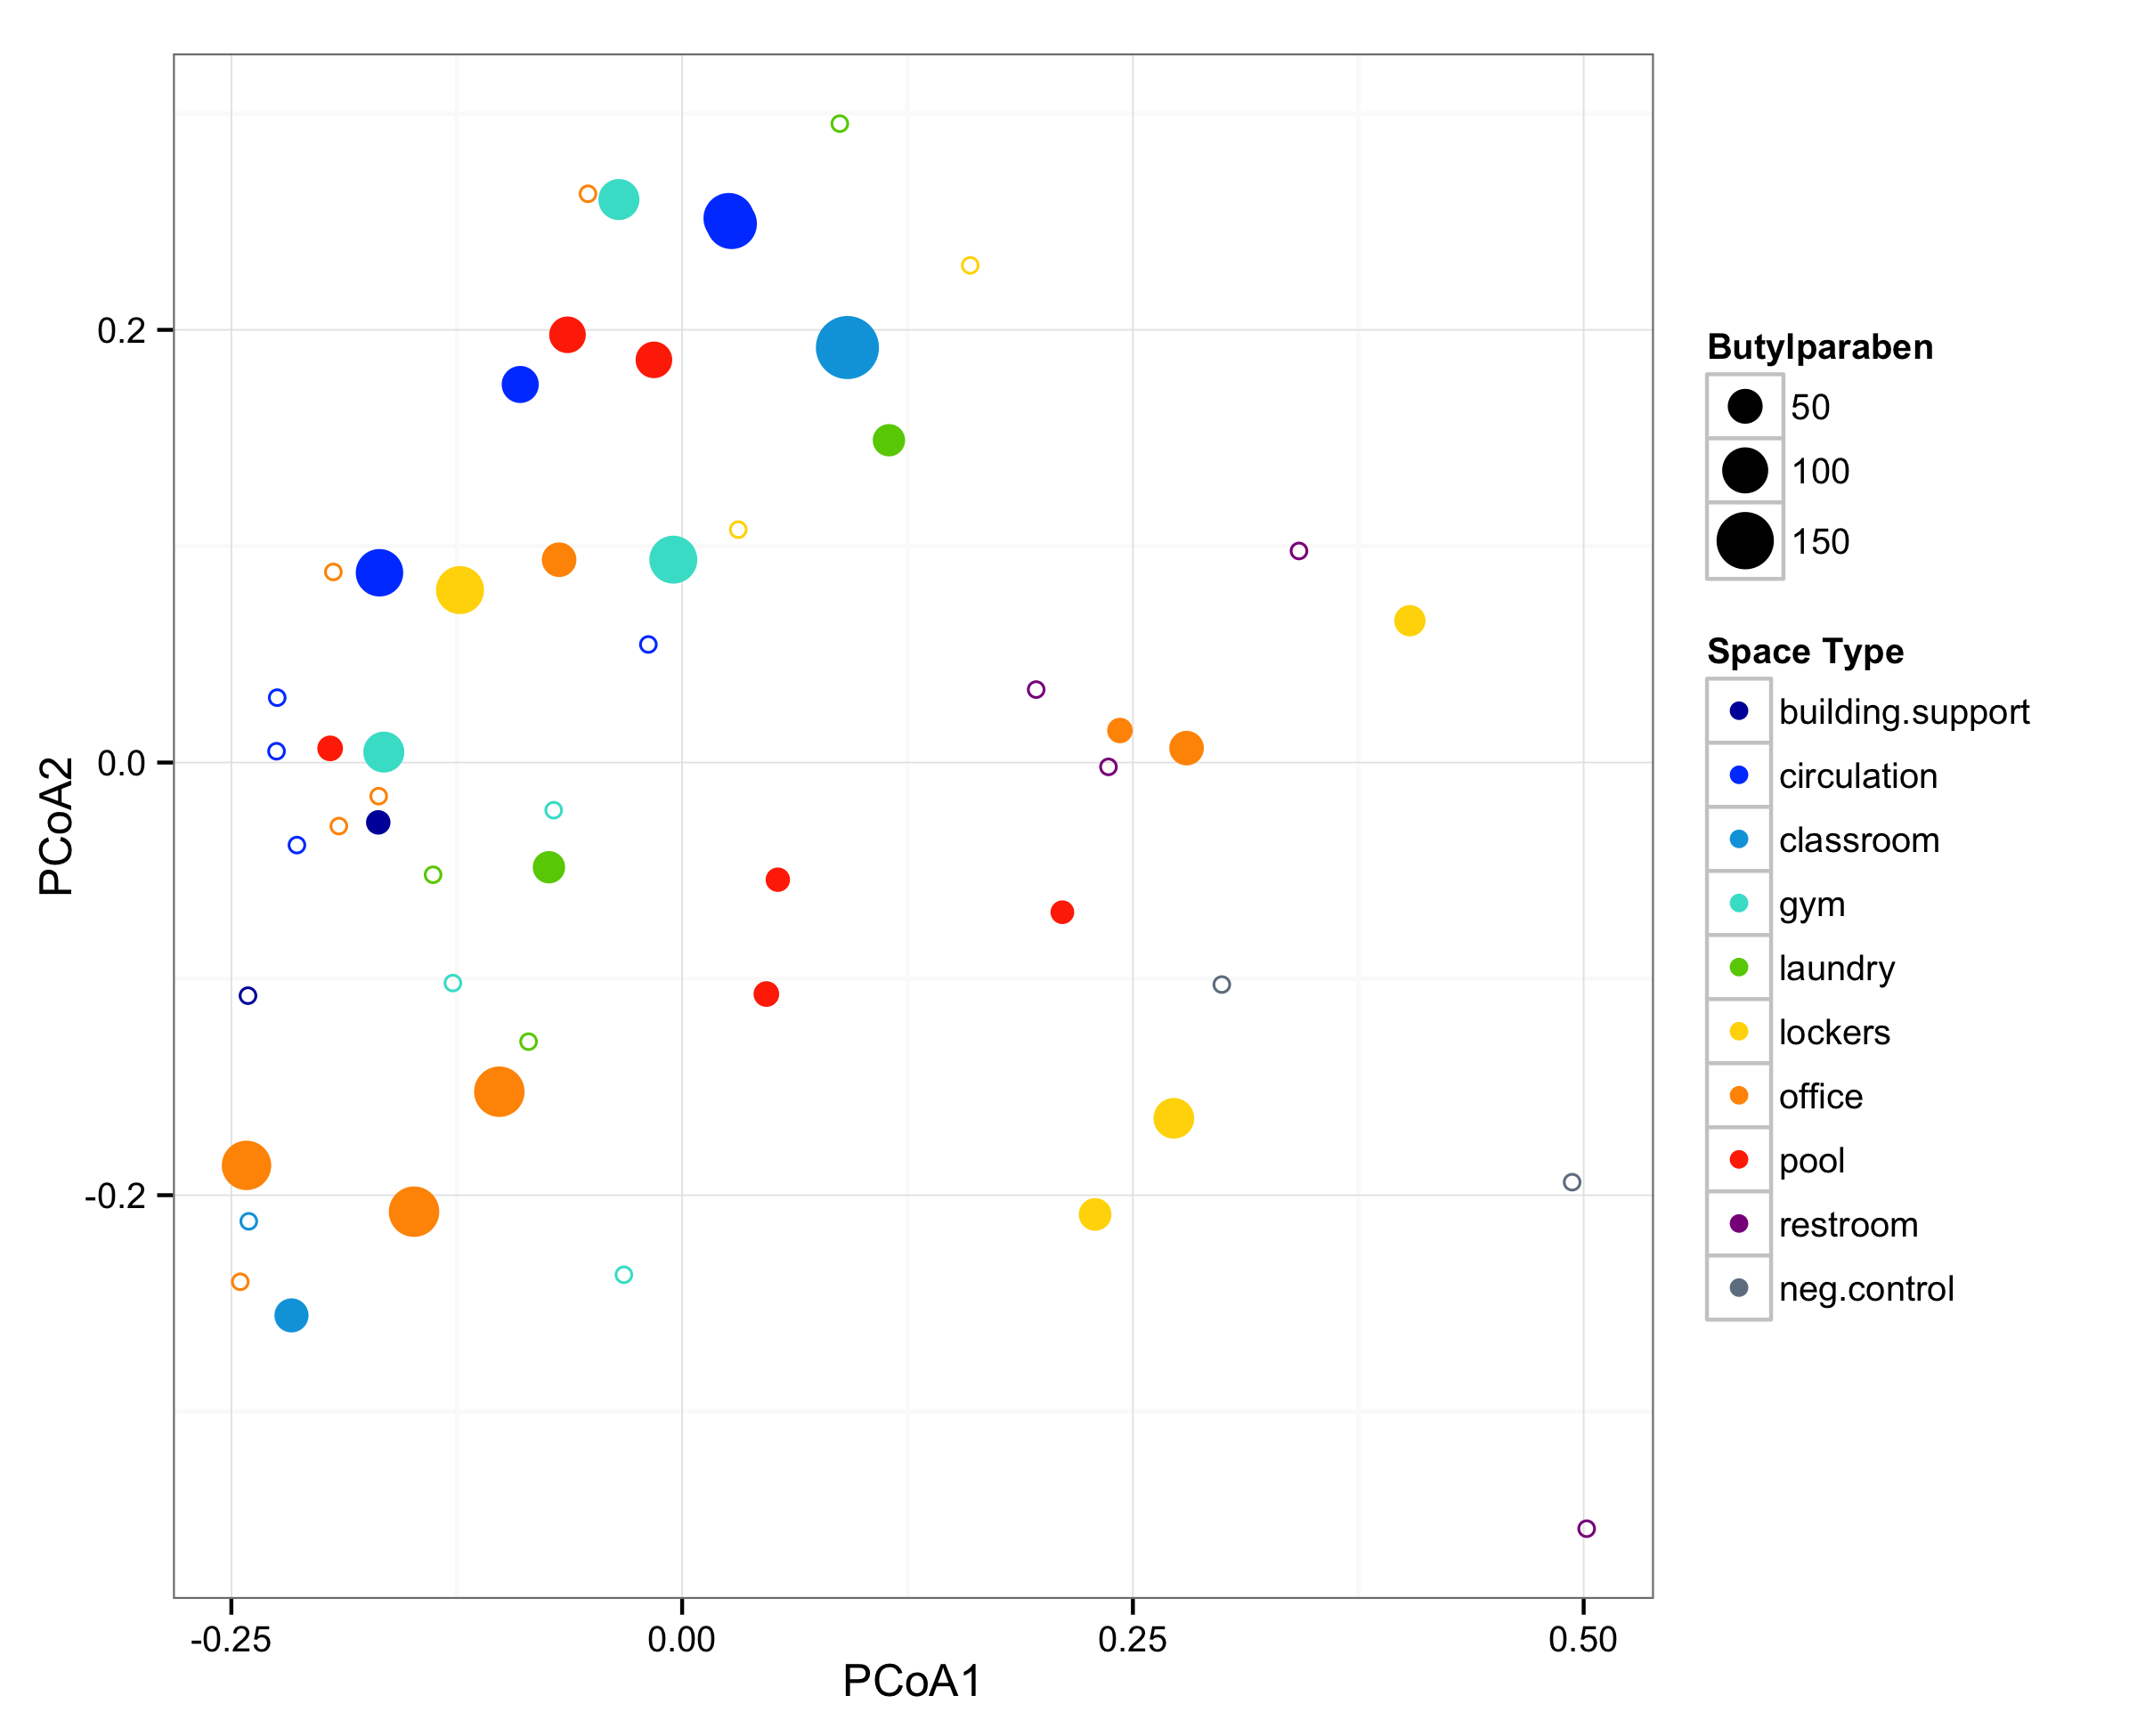 0.2
0.0
-0.2
PCoA2
-0.25
0.00
0.25
0.50
PCoA1
Butylparaben
50
100
150
Space Type
building.support
circulation
classroom
gym
laundry
lockers
office
pool
restroom
neg.control